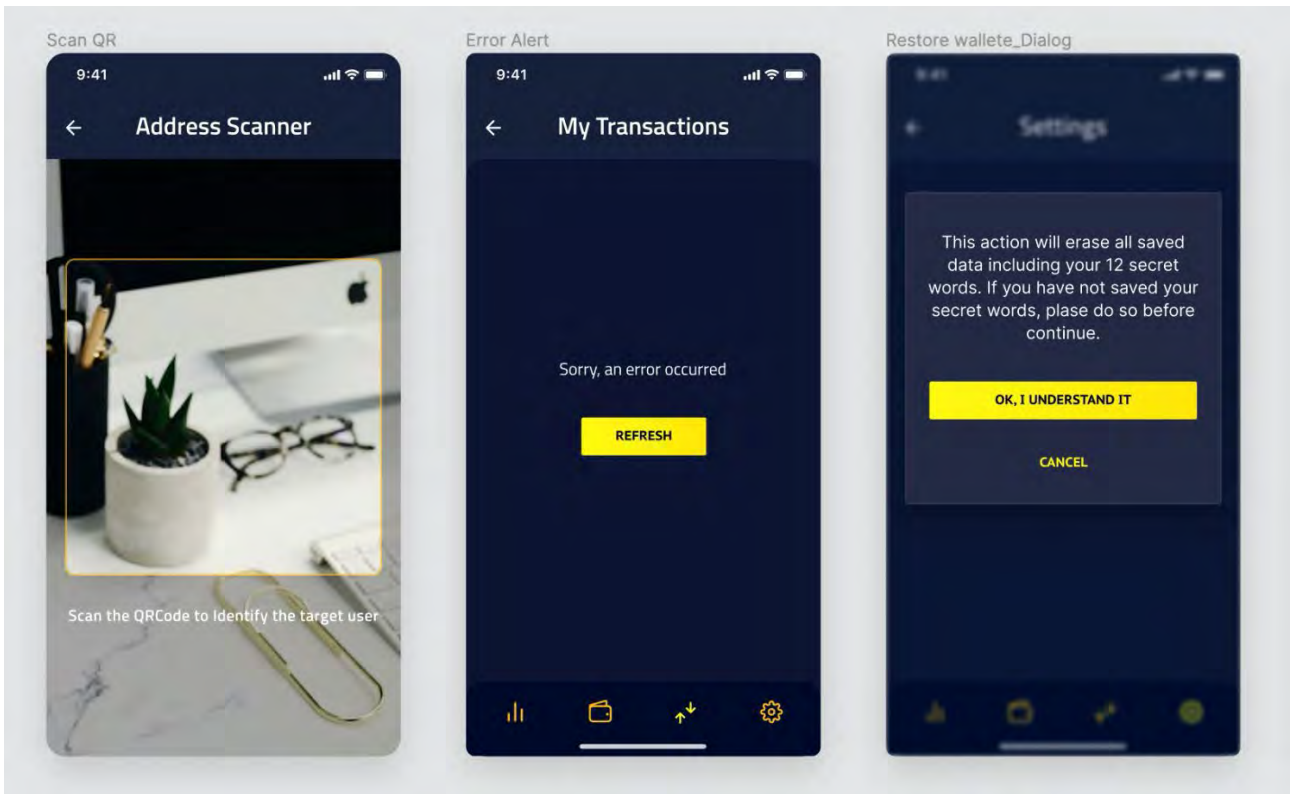 Scan QR
9:41
Address Scanner
Scan the QRCode to Identify the target user
Error Alert
9:41
My Transactions
Sorry, an error occurred
REFRESH
Restore wallete_Dialog
9:41
Settings
This action will erase all saved
data including your 12 secret
words. If you have not saved your
secret words, plase do so before
continue.
OK, I UNDERSTAND IT
CANCEL